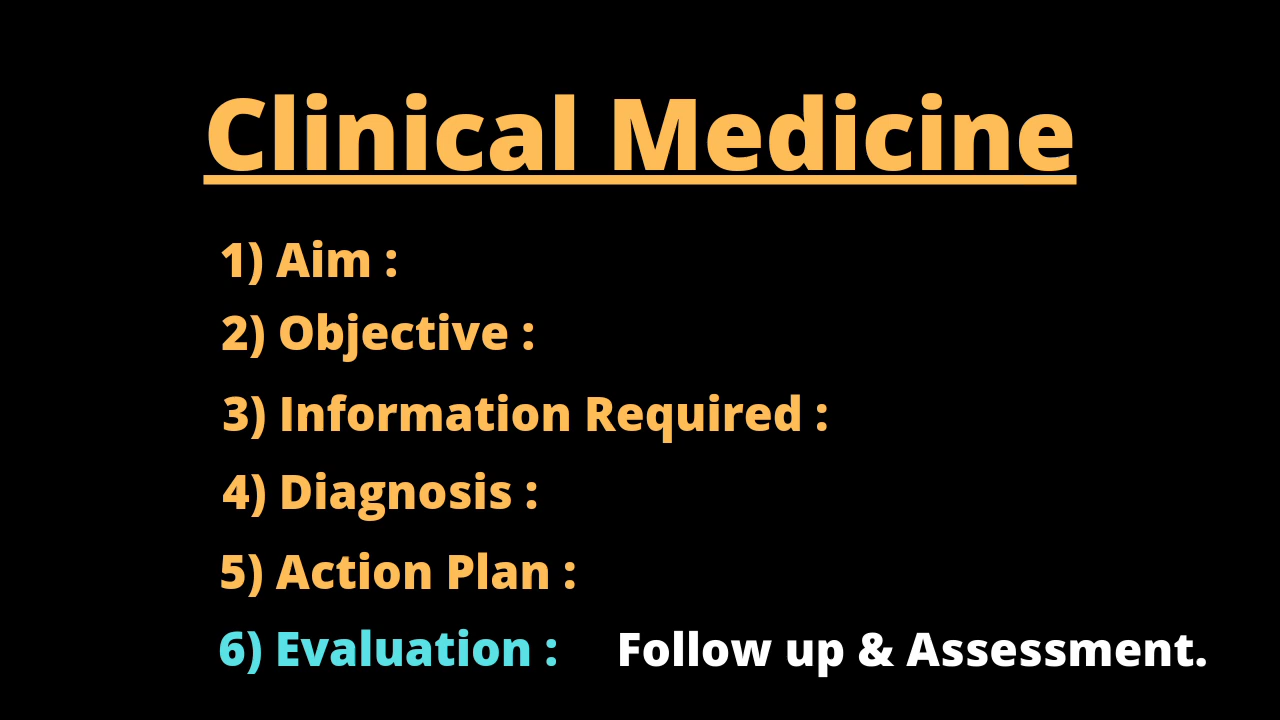 Clinical Medicine
1) Aim :
2) Objective :
3) Information Required :
4) Diagnosis :
5) Action Plan :
6) Evaluation : Follow up & Assessment.